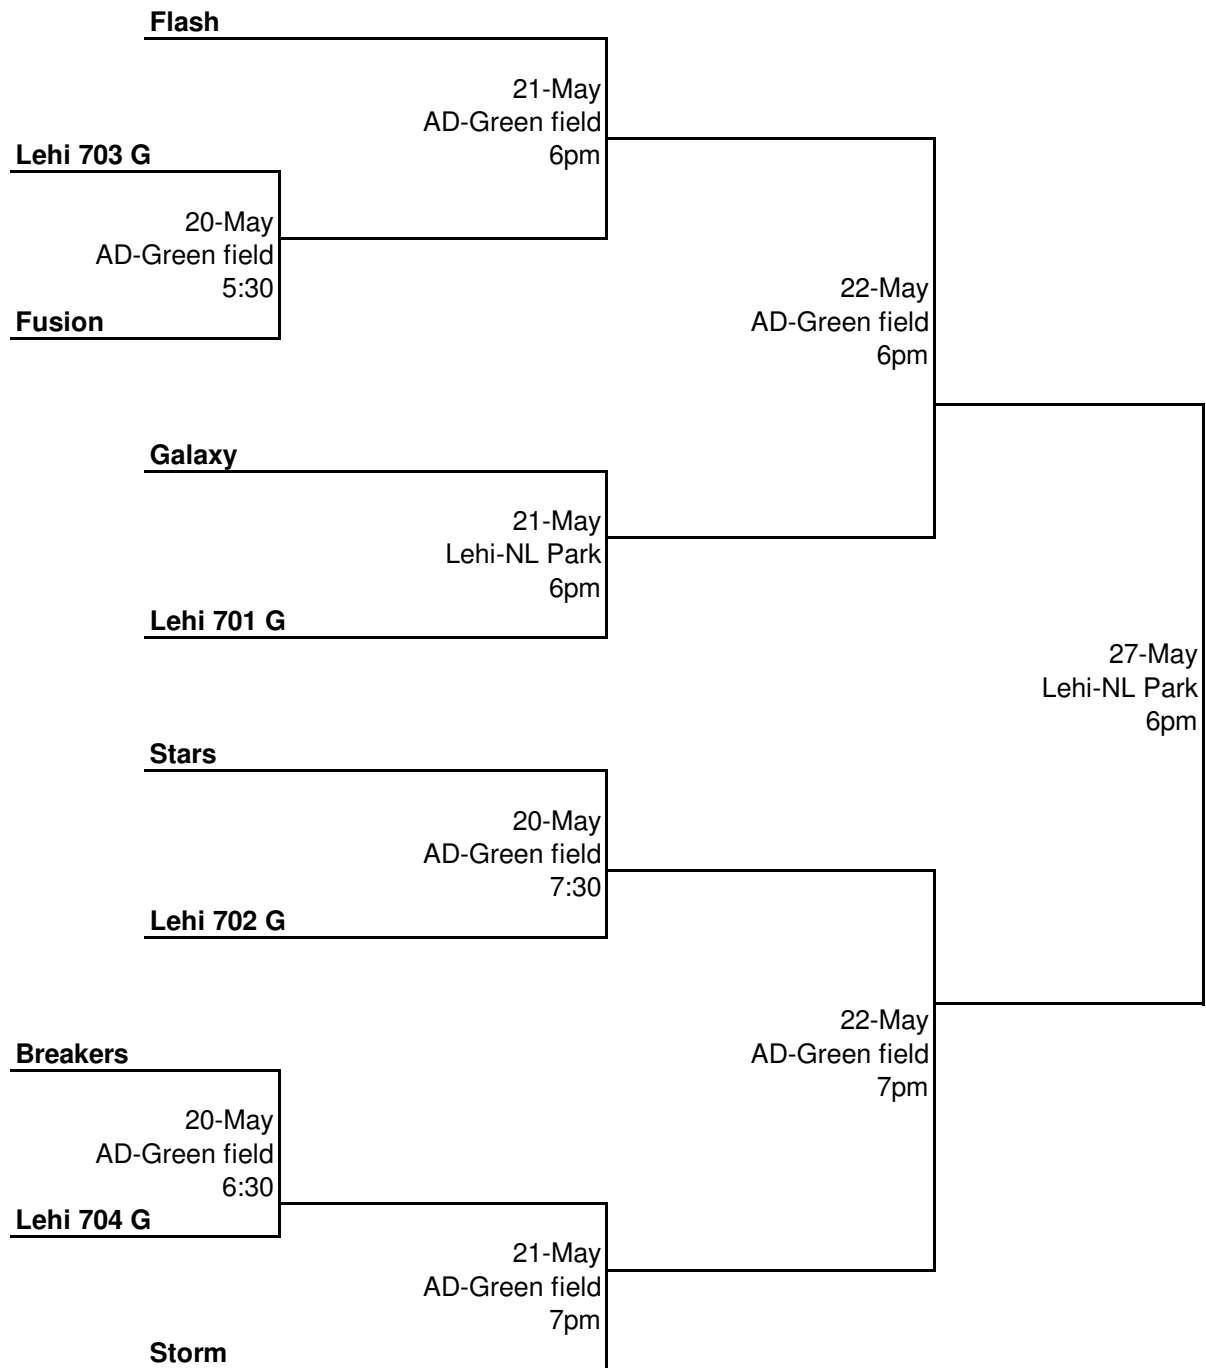 Flash
21-May
AD-Green field
6pm
Lehi 703 G
20-May
AD-Green field
5:30
Fusion
22-May
AD-Green field
6pm
Galaxy
21-May
Lehi-NL Park
6pm
Lehi 701 G
27-May
Lehi-NL Park
6pm
Stars
20-May
AD-Green field
7:30
Lehi 702 G
22-May
AD-Green field
7pm
Breakers
20-May
AD-Green field
6:30
Lehi 704 G
21-May
AD-Green field
7pm
Storm